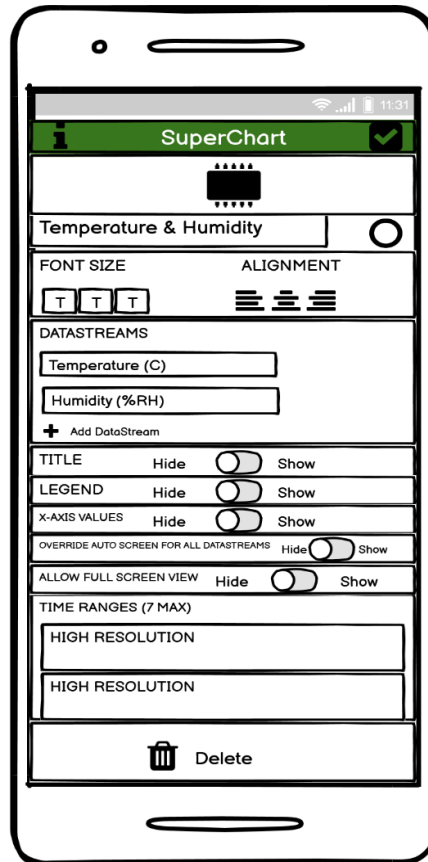 11:31
i SuperChart
Temperature & Humidity
FONT SIZE ALIGNMENT
T T T
DATASTREAMS
Temperature (C)
Humidity (%RH)
+ Add DataStream
TITLE Hide Show
LEGEND Hide Show
X-AXIS VALUES Hide Show
OVERRIDE AUTO SCREEN FOR ALL DATASTREAMS Hide Show
ALLOW FULL SCREEN VIEW Hide Show
TIME RANGES (7 MAX)
HIGH RESOLUTION
HIGH RESOLUTION
Delete